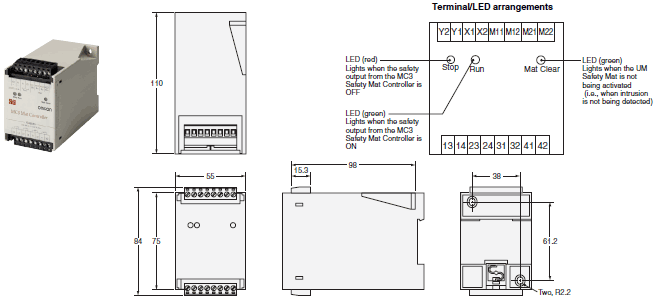 Terminal/LED arrangements
Y2 Y1 X1 X2 M11 M12 M21 M22
LED (red)
Lights when the safety
output from the MC3
Safety Mat Controller is
OFF
Stop
Run
Mat Clear
LED (green)
Lights when the UM
Safety Mat is not
being activated
(i.e., when intrusion
is not being detected)
LED (green)
Lights when the safety
output from the MC3
Safety Mat Controller is
ON
13 14 23 24 31 32 41 42
110
55
84
75
98
15.3
38
61.2
Two, R2.2